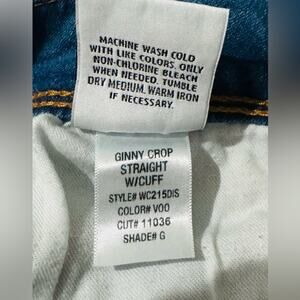 MACHINE WASH COLD
WITH LIKE COLORS. ONLY
NON-CHLORINE BLEACH
WHEN NEEDED. TUMBLE
DRY MEDIUM. WARM IRON
IF NECESSARY.
GINNY CROP
STRAIGHT
W/CUFF
STYLE# WC215DIS
COLOR# VOO
CUT# 11036
SHADE# G